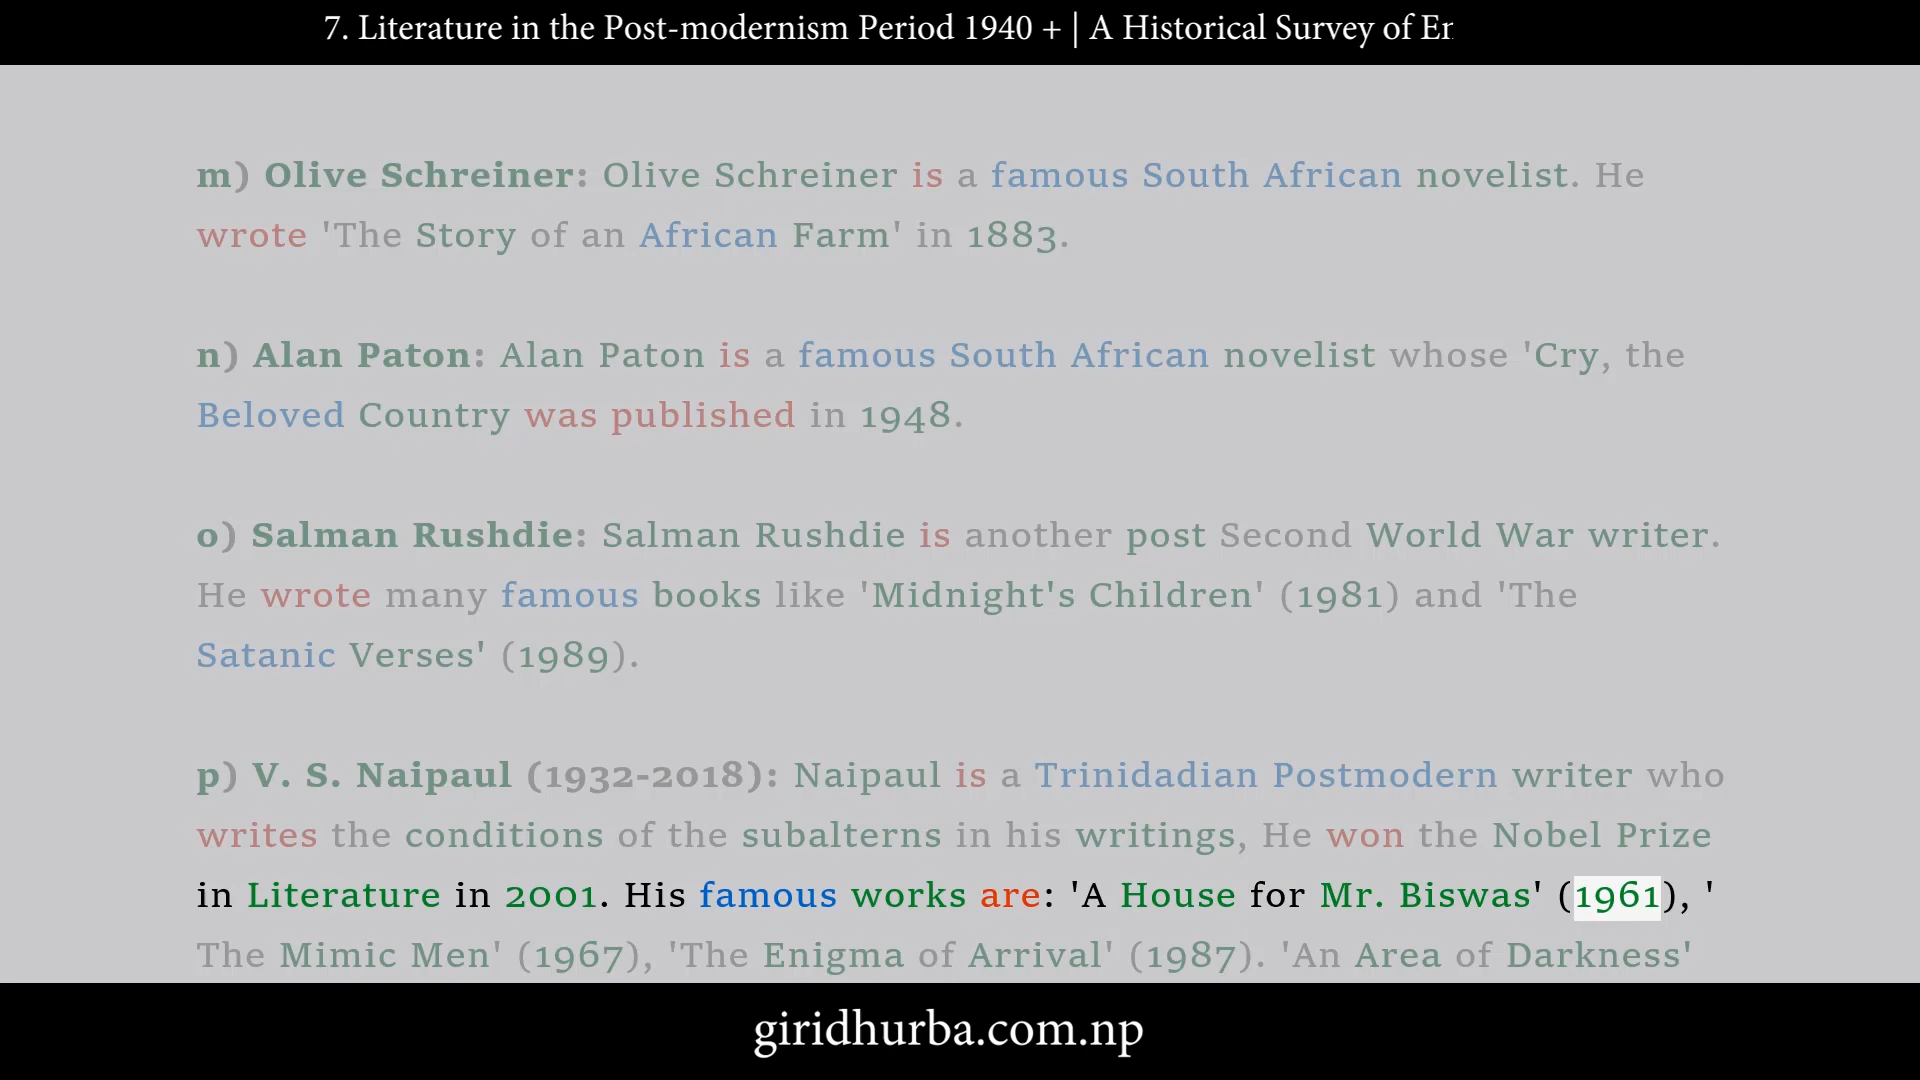 7. Literature in the Post-modernism Period 1940 + | A Historical Survey of En
m) Olive Schreiner: Olive Schreiner is a famous South African novelist. He
wrote 'The Story of an African Farm' in 1883.
n) Alan Paton: Alan Paton is a famous South African novelist whose 'Cry, the
Beloved Country was published in 1948.
o) Salman Rushdie: Salman Rushdie is another post Second World War writer.
He wrote many famous books like 'Midnight's Children' (1981) and 'The
Satanic Verses' (1989).
p) V. S. Naipaul (1932-2018): Naipaul is a Trinidadian Postmodern writer who
writes the conditions of the subalterns in his writings, He won the Nobel Prize
in Literature in 2001. His famous works are: 'A House for Mr. Biswas' (1961), '
The Mimic Men' (1967), 'The Enigma of Arrival' (1987). 'An Area of Darkness'
giridhurba.com.np